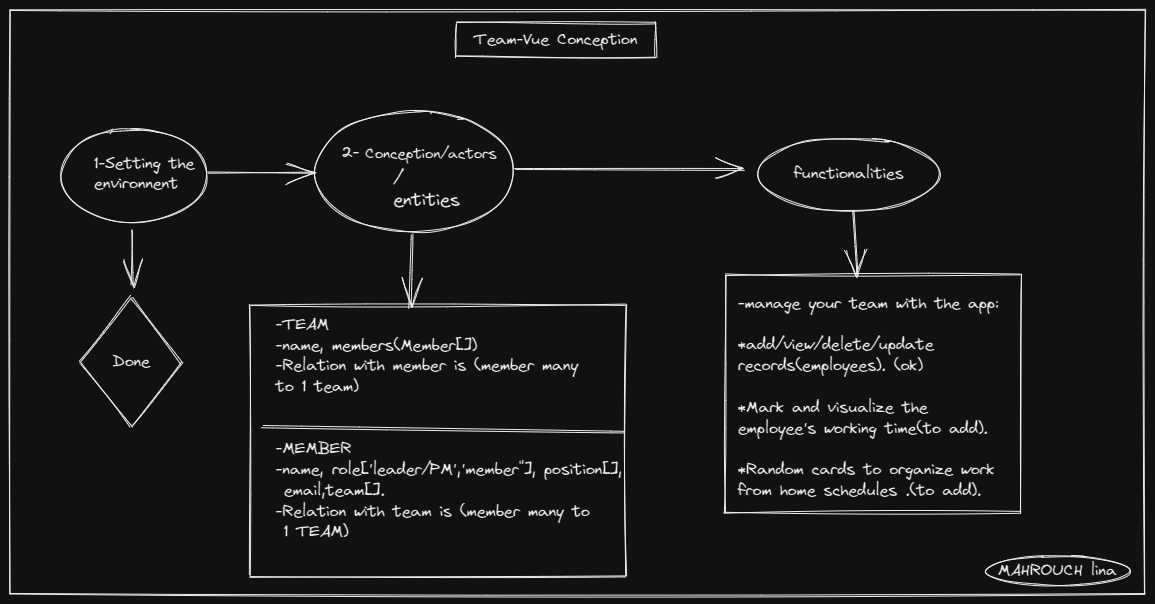 Team-Vue Conception
1-Setting the
environment
2- Conception/actors
/
entities
functionalities
Done
-TEAM
-name, members(Member[])
-Relation with member is (member many
to 1 team)
-MEMBER
-name, role['leader/PM','member"], position[],
email,team[].
-Relation with team is (member many to
1 TEAM)
-manage your team with the app:
*add/view/delete/update
records(employees). (ok)
*Mark and visualize the
employee's working time(to add).
*Random cards to organize work
from home schedules .(to add).
MAHROUCH lina